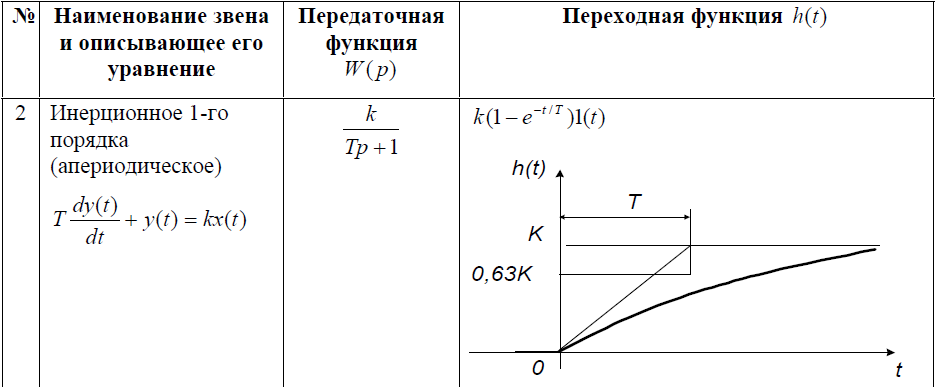 № Наименование звена и описывающее его уравнение
Передаточная функция W(p)
Переходная функция h(t)
2 Инерционное 1-го порядка (апериодическое)
T dy(t)/dt + y(t) = kx(t)
k/(Tp + 1)
k(1 − e^{−t/T})1(t)
h(t)
T
K
0,63K
0
t